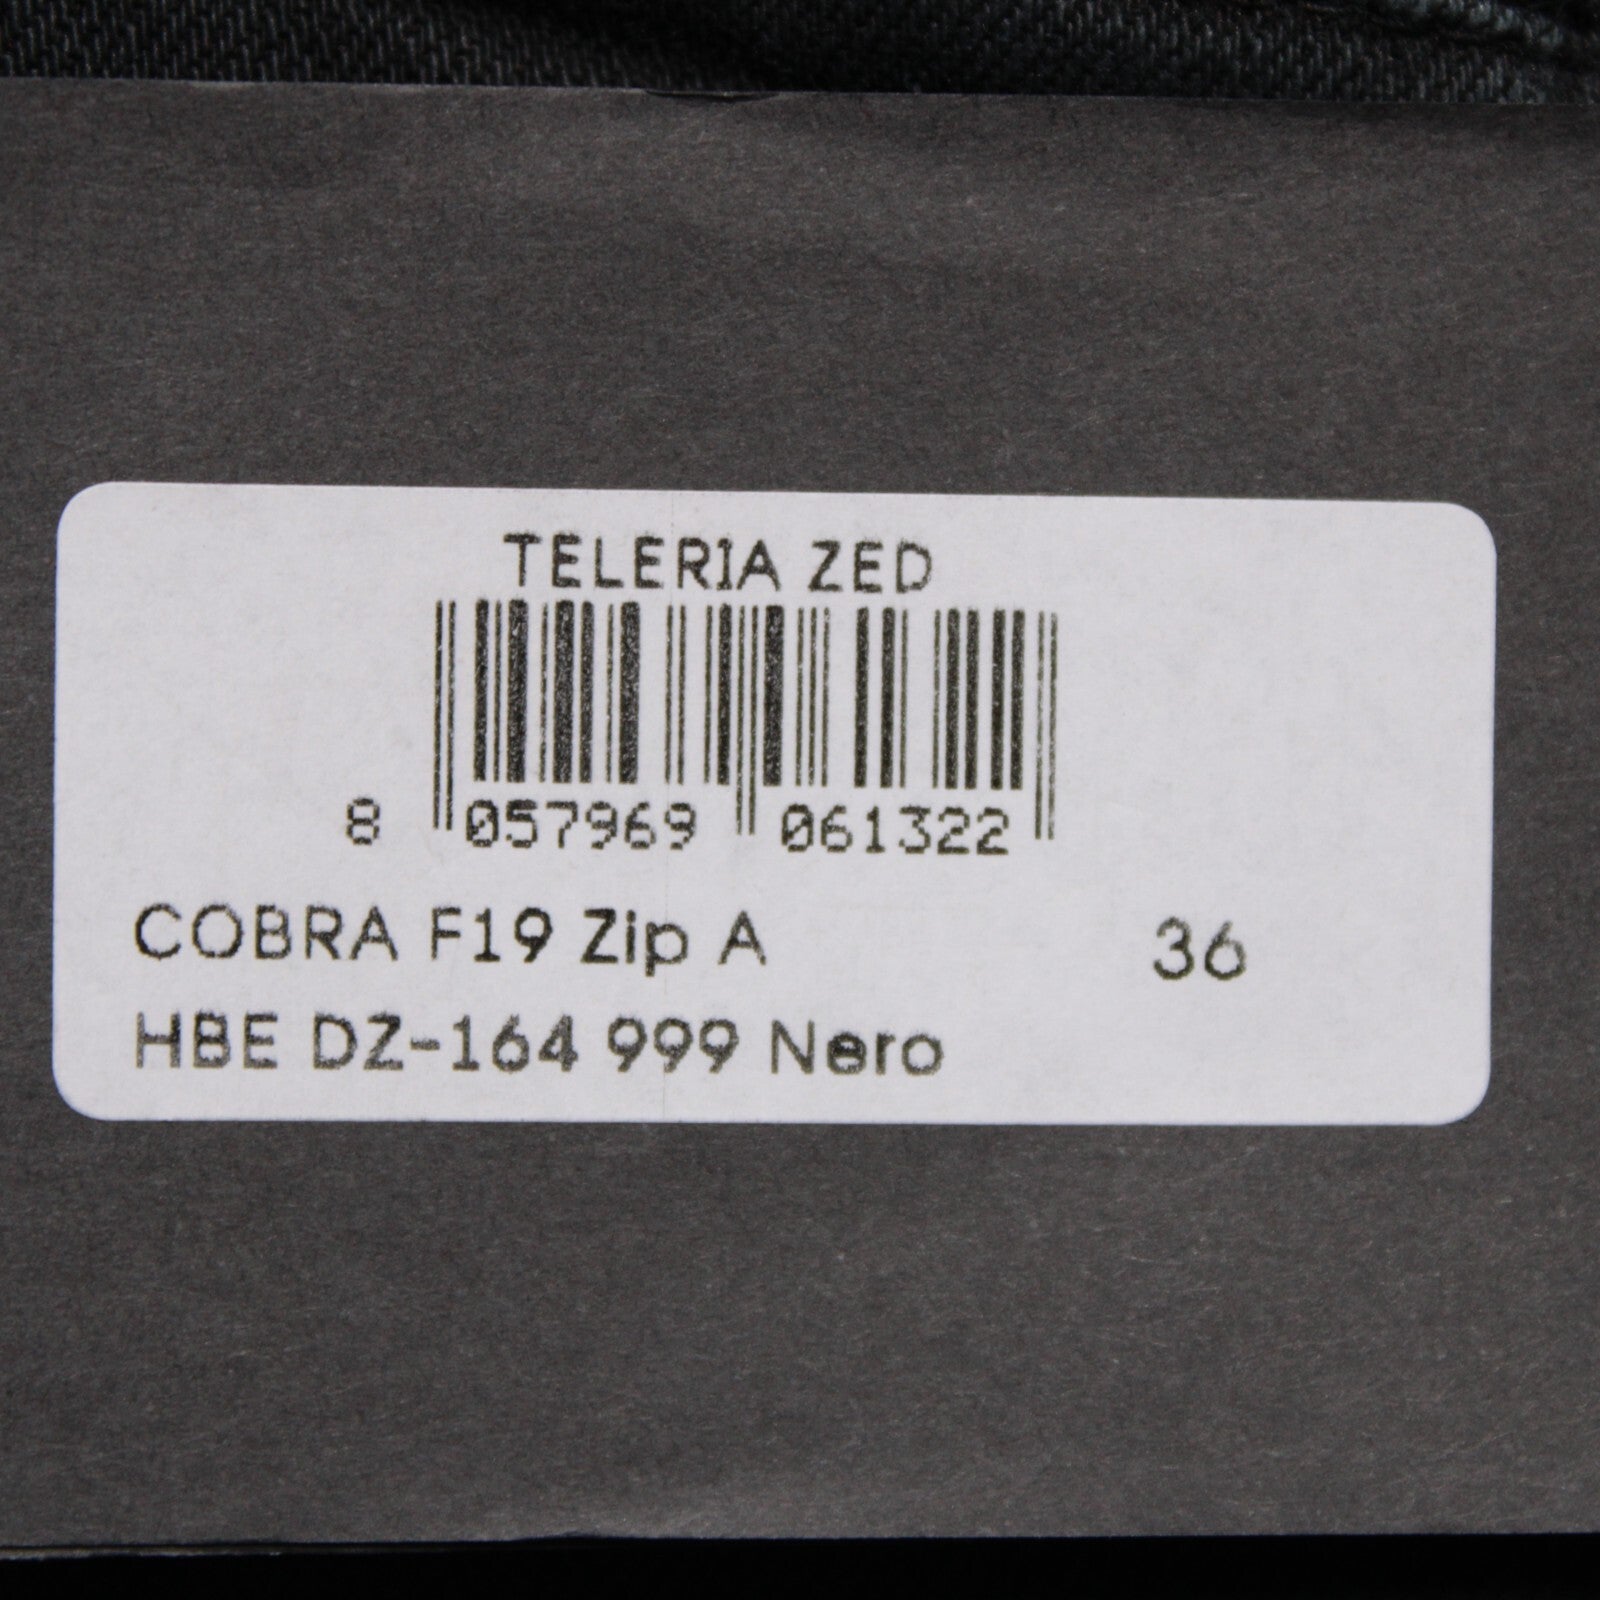 TELERIA ZED
8 057969 061322
COBRA F19 Zip A 36
HBE DZ-164 999 Nero